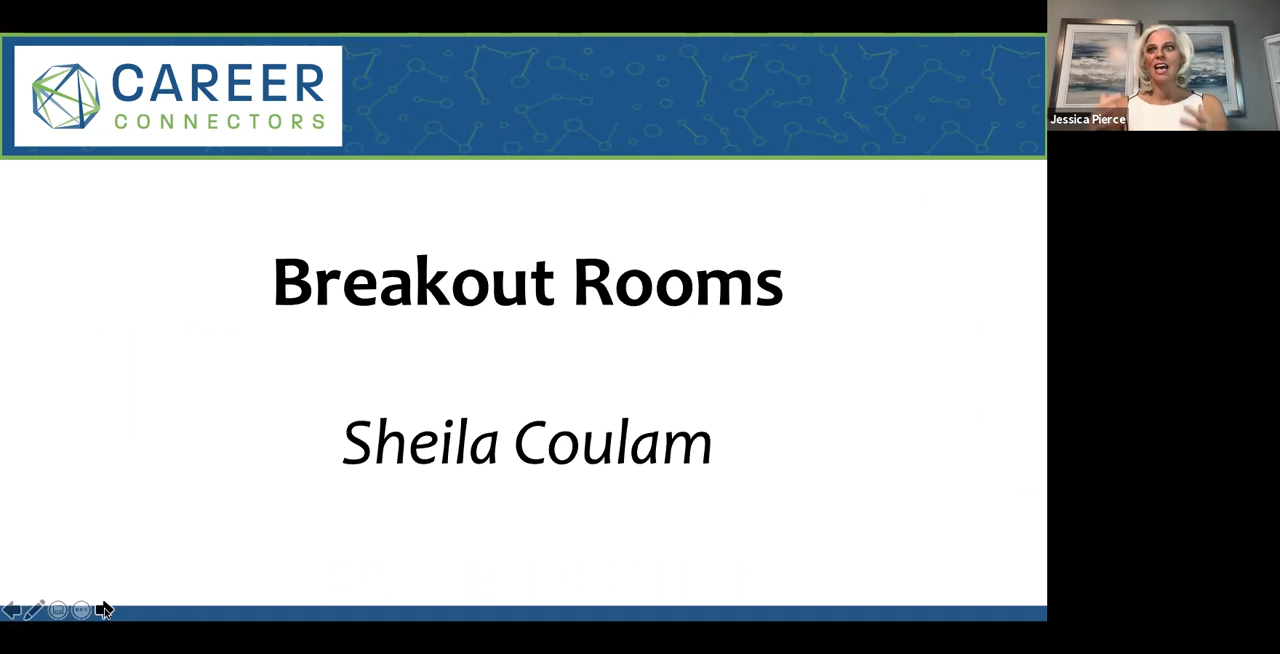 CAREER
CONNECTORS
Jessica Pierce
Breakout Rooms
Sheila Coulam